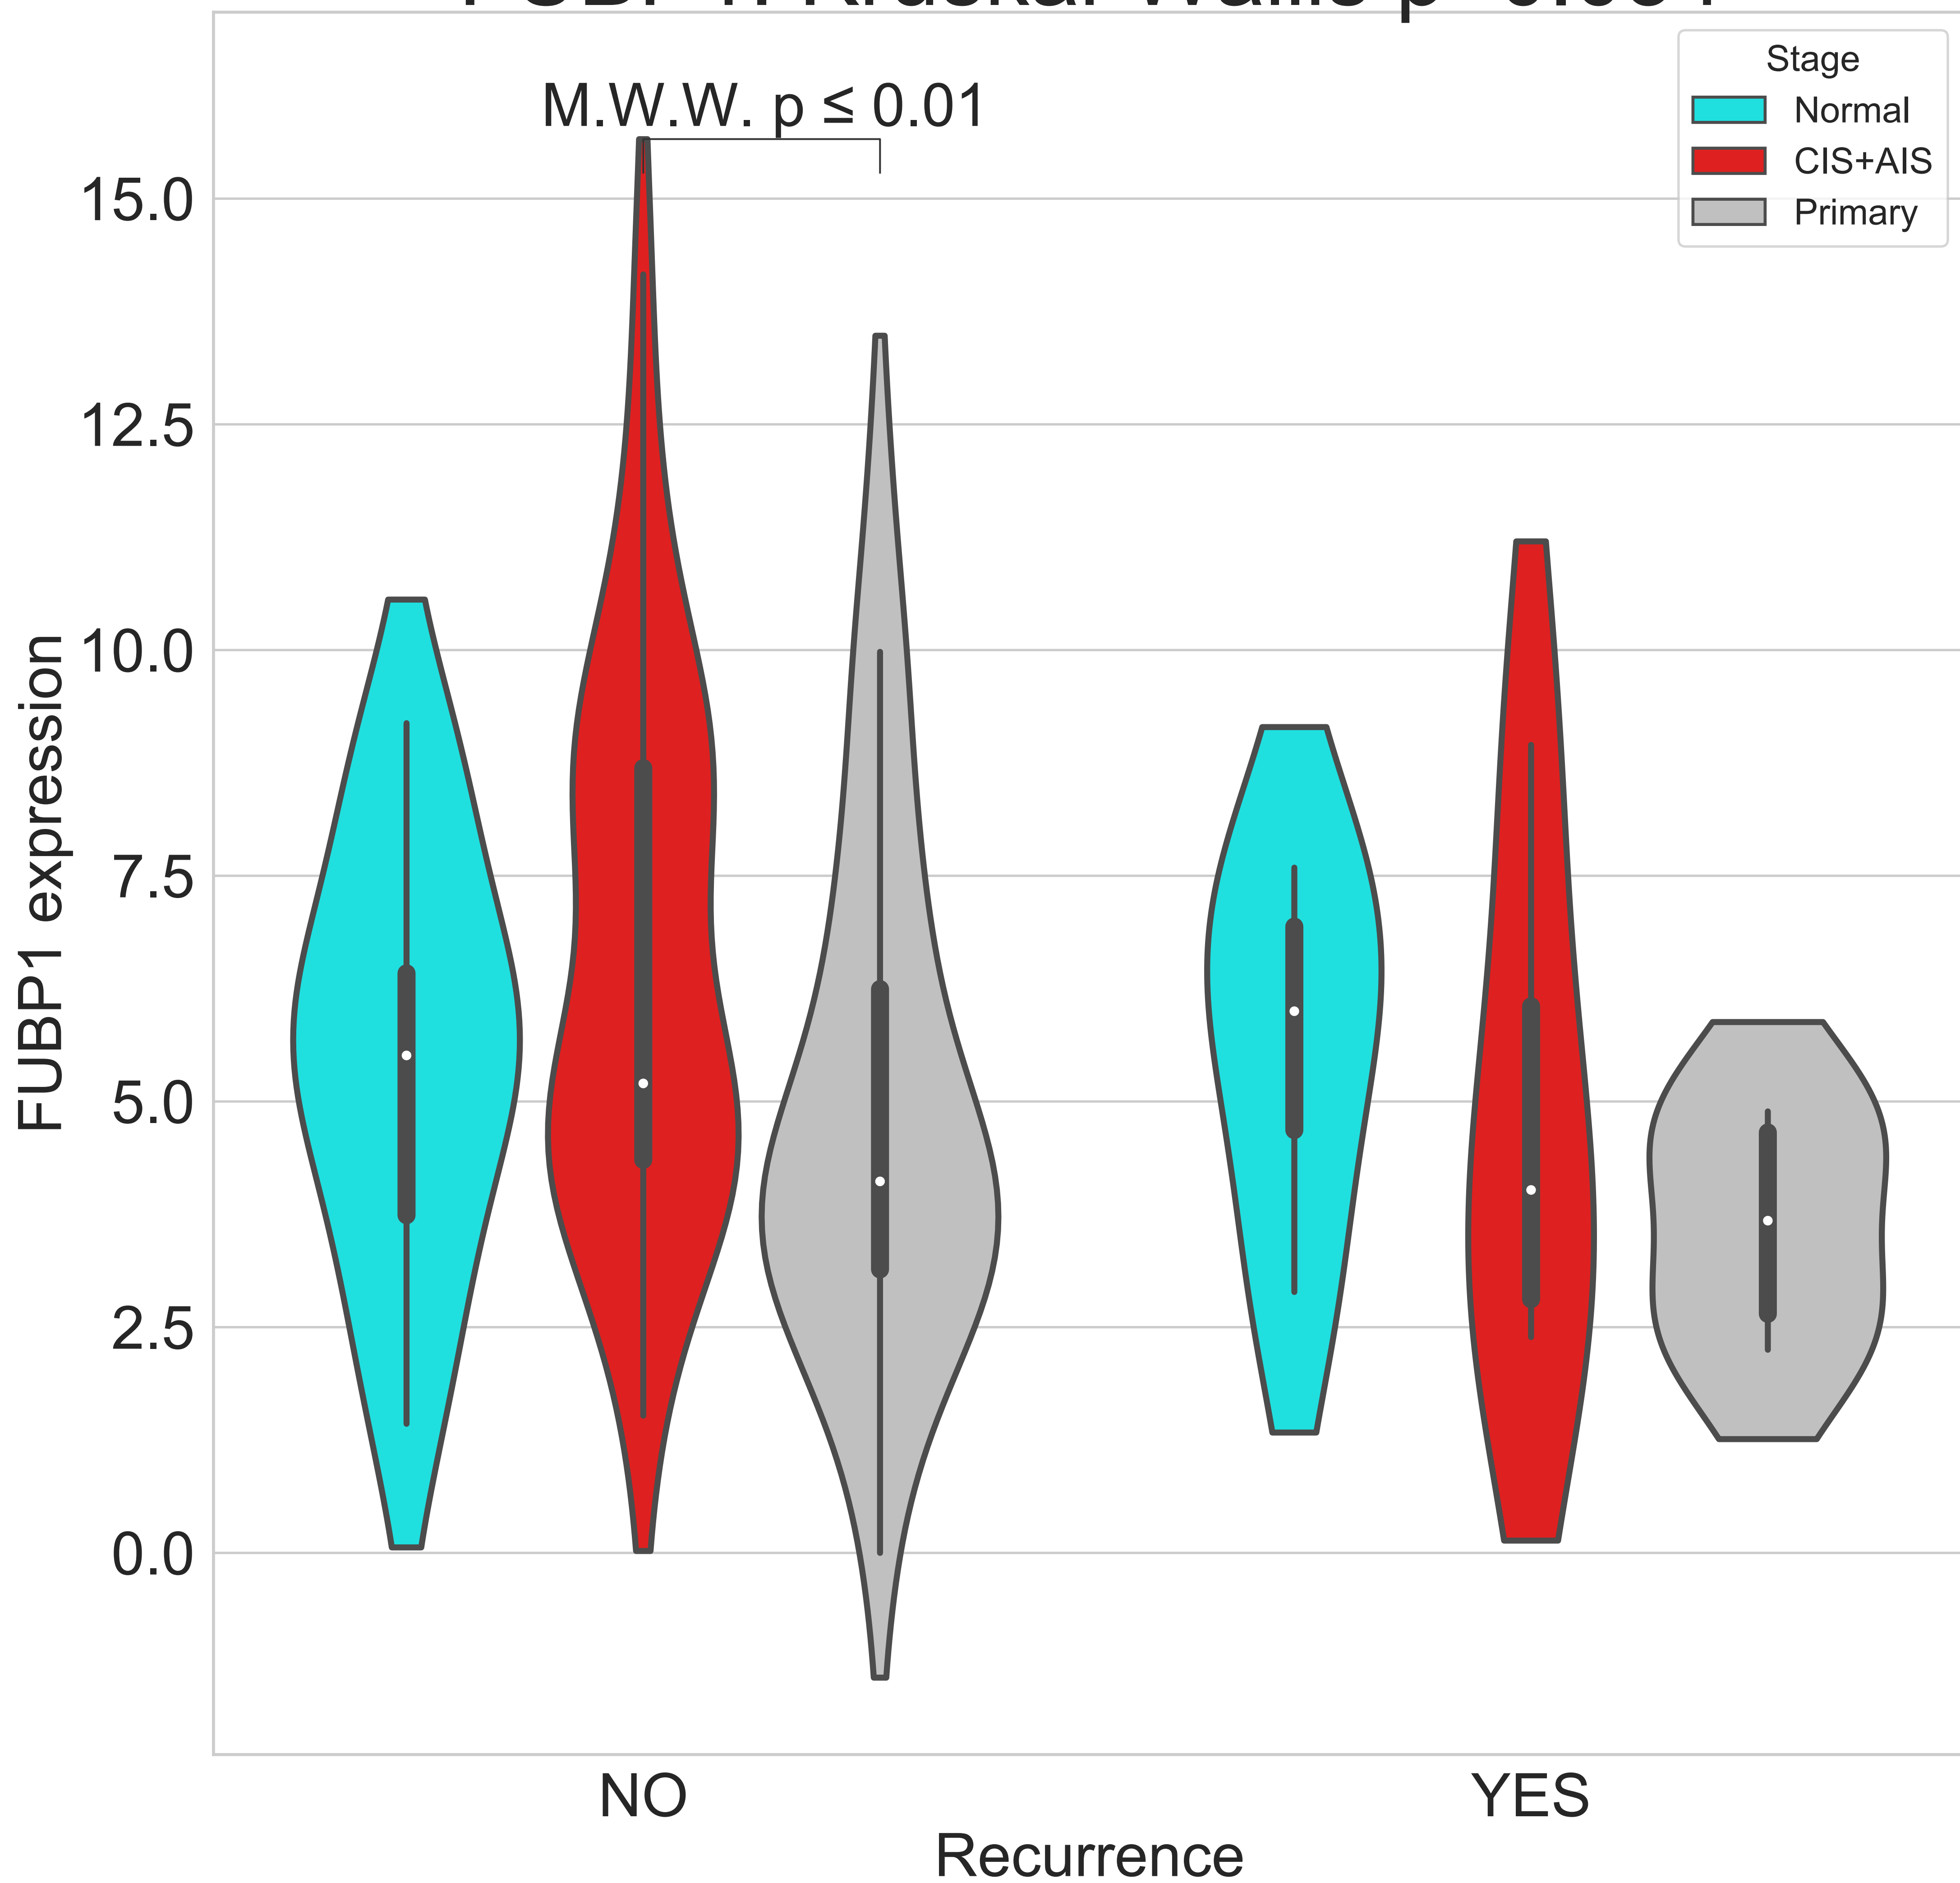 M.W.W. p ≤ 0.01
Stage
Normal
CIS+AIS
Primary
15.0
12.5
10.0
7.5
5.0
2.5
0.0
FUBP1 expression
NO
YES
Recurrence